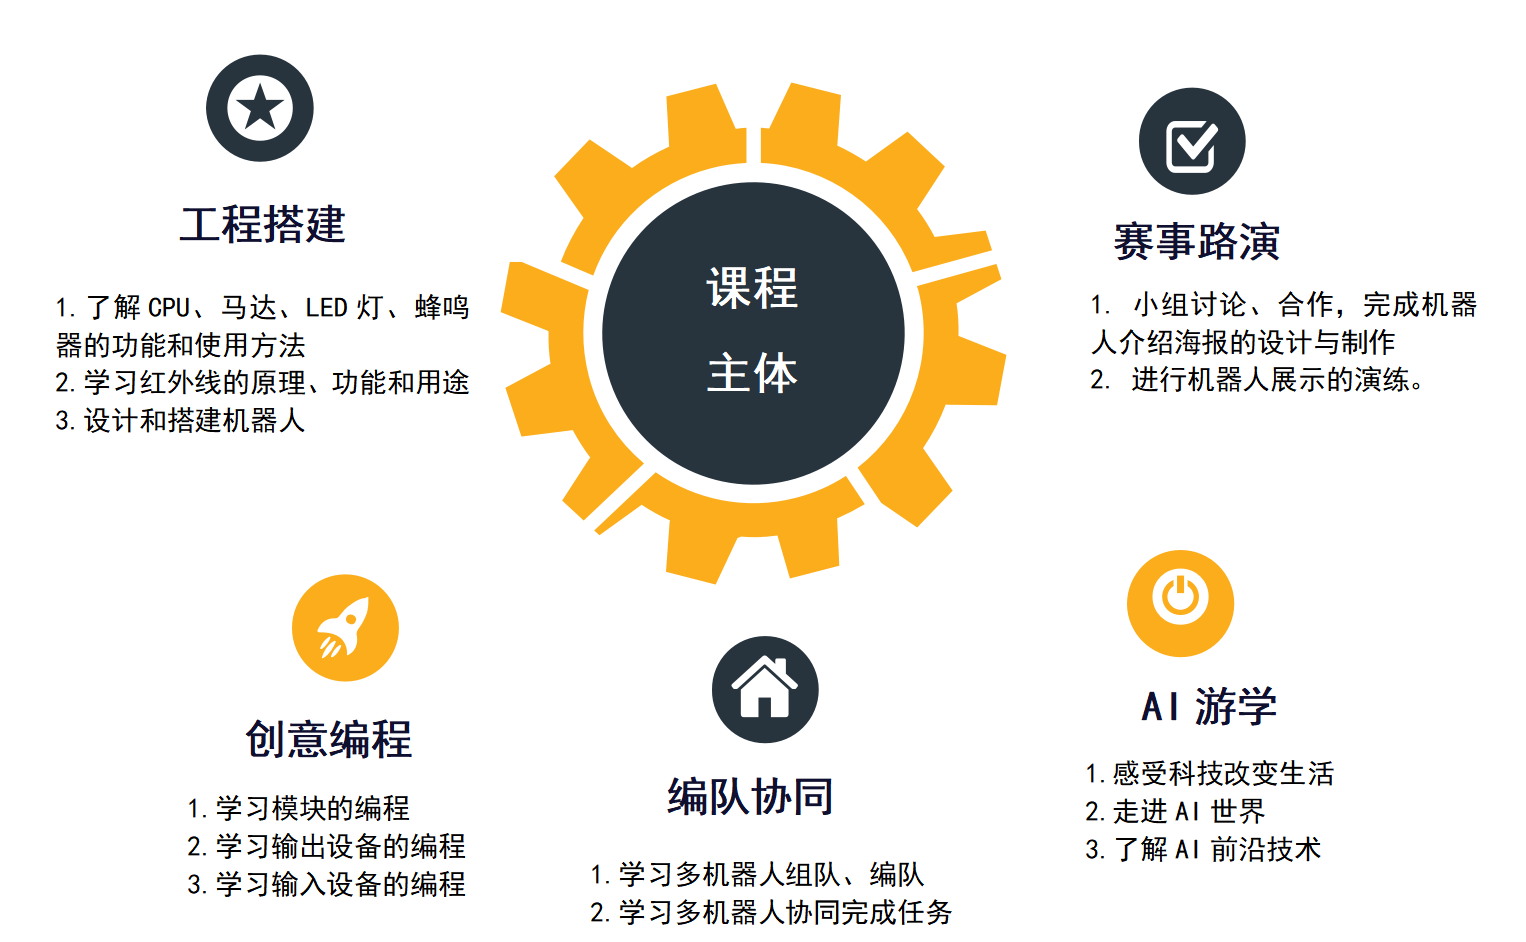 工程搭建
1. 了解 CPU、马达、LED 灯、蜂鸣
器的功能和使用方法
2. 学习红外线的原理、功能和用途
3. 设计和搭建机器人
课程
主体
赛事路演
1. 小组讨论、合作，完成机器
人介绍海报的设计与制作
2. 进行机器人展示的演练。
创意编程
1. 学习模块的编程
2. 学习输出设备的编程
3. 学习输入设备的编程
编队协同
1. 学习多机器人组队、编队
2. 学习多机器人协同完成任务
AI 游学
1. 感受科技改变生活
2. 走进 AI 世界
3. 了解 AI 前沿技术